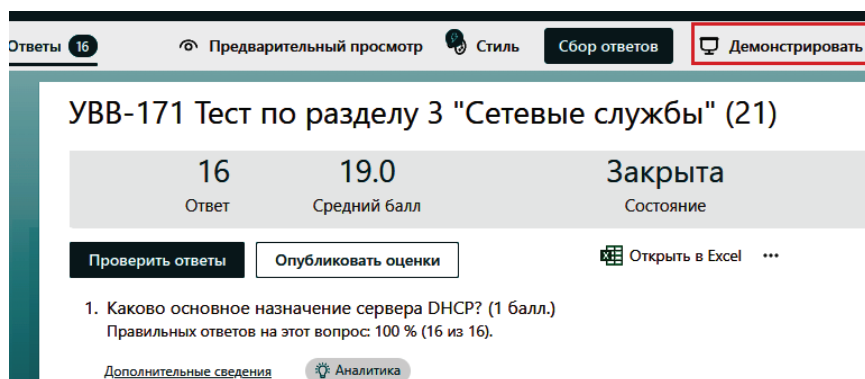 Ответы 16 Предварительный просмотр Стиль Сбор ответов Демонстрировать
УВВ-171 Тест по разделу 3 "Сетевые службы" (21)
16 19.0 Закрыта
Ответ Средний балл Состояние
Проверить ответы Опубликовать оценки Открыть в Excel ...
1. Каково основное назначение сервера DHCP? (1 балл.)
Правильных ответов на этот вопрос: 100 % (16 из 16).
Дополнительные сведения Аналитика